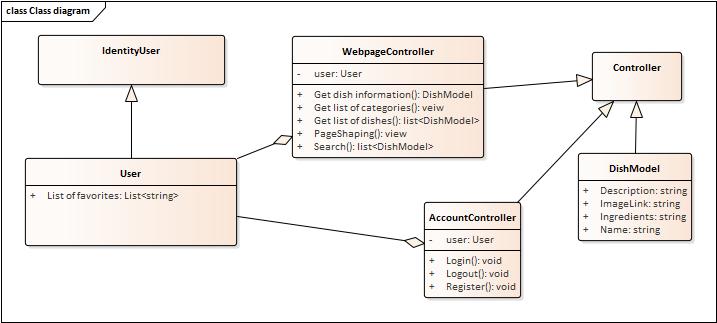 class Class diagram
IdentityUser
WebpageController
- user: User
+ Get dish information(): DishModel
+ Get list of categories(): veiw
+ Get list of dishes(): list<DishModel>
+ PageShaping(): view
+ Search(): list<DishModel>
Controller
User
+ List of favorites: List<string>
AccountController
- user: User
+ Login(): void
+ Logout(): void
+ Register(): void
DishModel
+ Description: string
+ ImageLink: string
+ Ingredients: string
+ Name: string